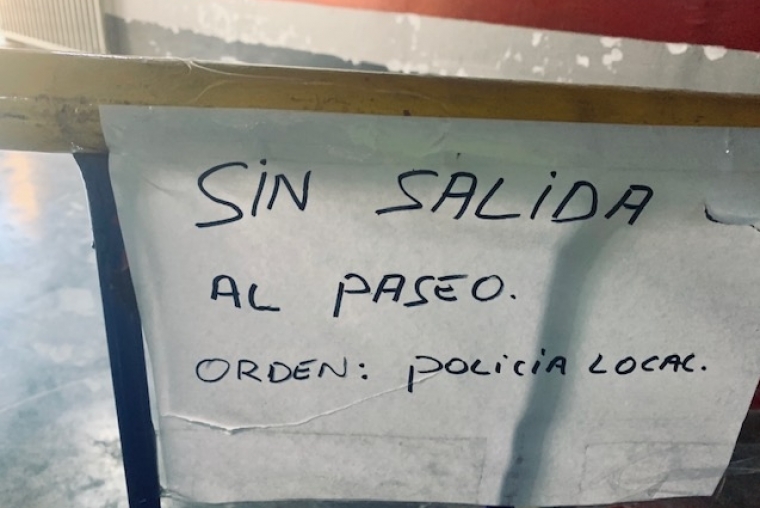 SIN SALIDA
AL PASEO.
ORDEN: POLICIA LOCAL.